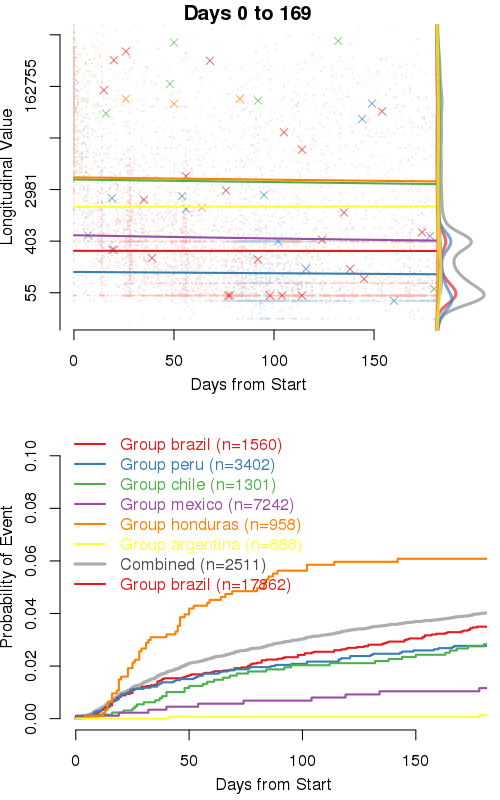 Days 0 to 169
Longitudinal Value
162755
2981
403
55
0
50
100
150
Days from Start
Probability of Event
0.10
0.08
0.06
0.04
0.02
0.00
Group brazil (n=1560)
Group peru (n=3402)
Group chile (n=1301)
Group mexico (n=7242)
Group honduras (n=958)
Group argentina (n=888)
Combined (n=2511)
Group brazil (n=17862)
0
50
100
150
Days from Start